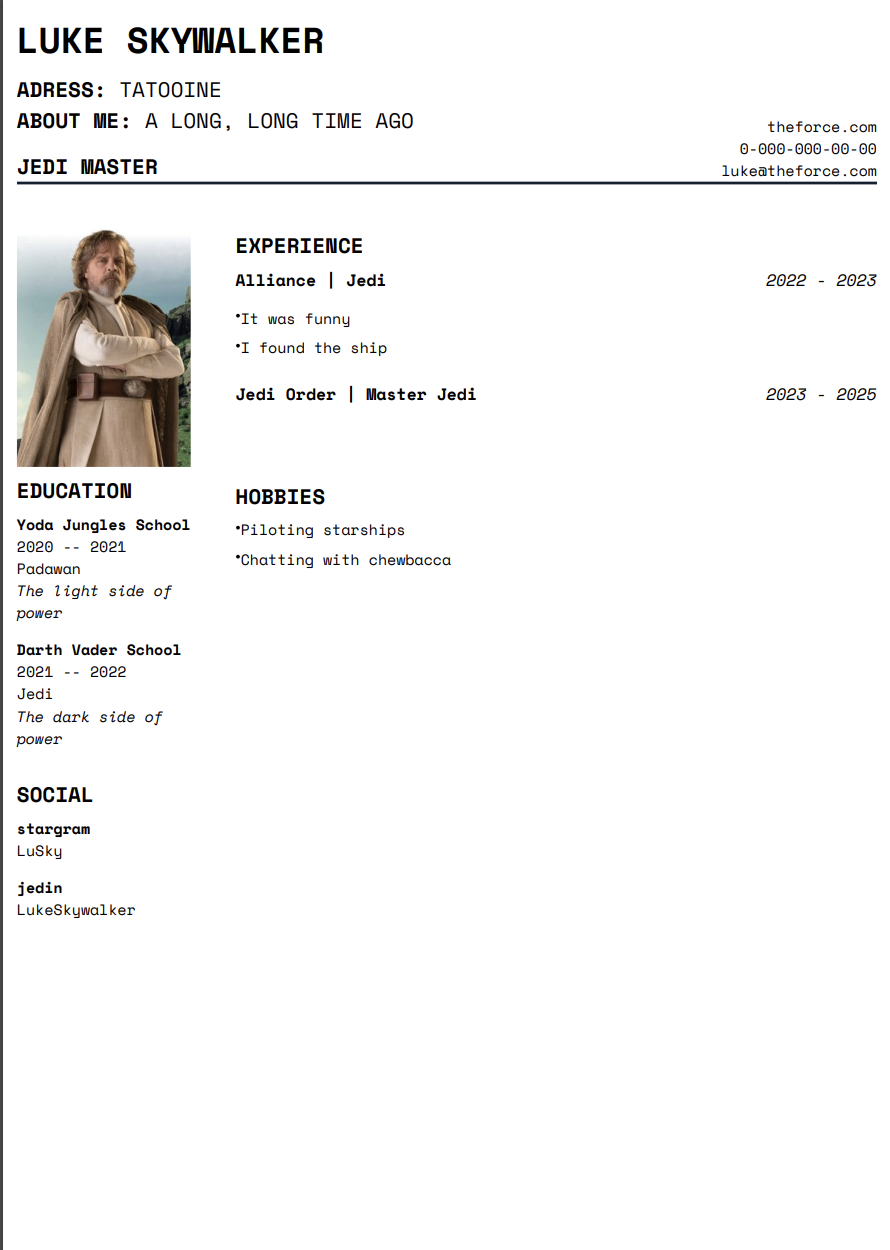 LUKE SKYWALKER
ADRESS: TATOOINE
ABOUT ME: A LONG, LONG TIME AGO
JEDI MASTER
theforce.com
0-000-000-00-00
luke@theforce.com
EXPERIENCE
Alliance | Jedi 2022 - 2023
•It was funny
•I found the ship
Jedi Order | Master Jedi 2023 - 2025
EDUCATION
Yoda Jungles School
2020 -- 2021
Padawan
The light side of
power
Darth Vader School
2021 -- 2022
Jedi
The dark side of
power
SOCIAL
stargram
LuSky
jedin
LukeSkywalker
HOBBIES
•Piloting starships
•Chatting with chewbacca